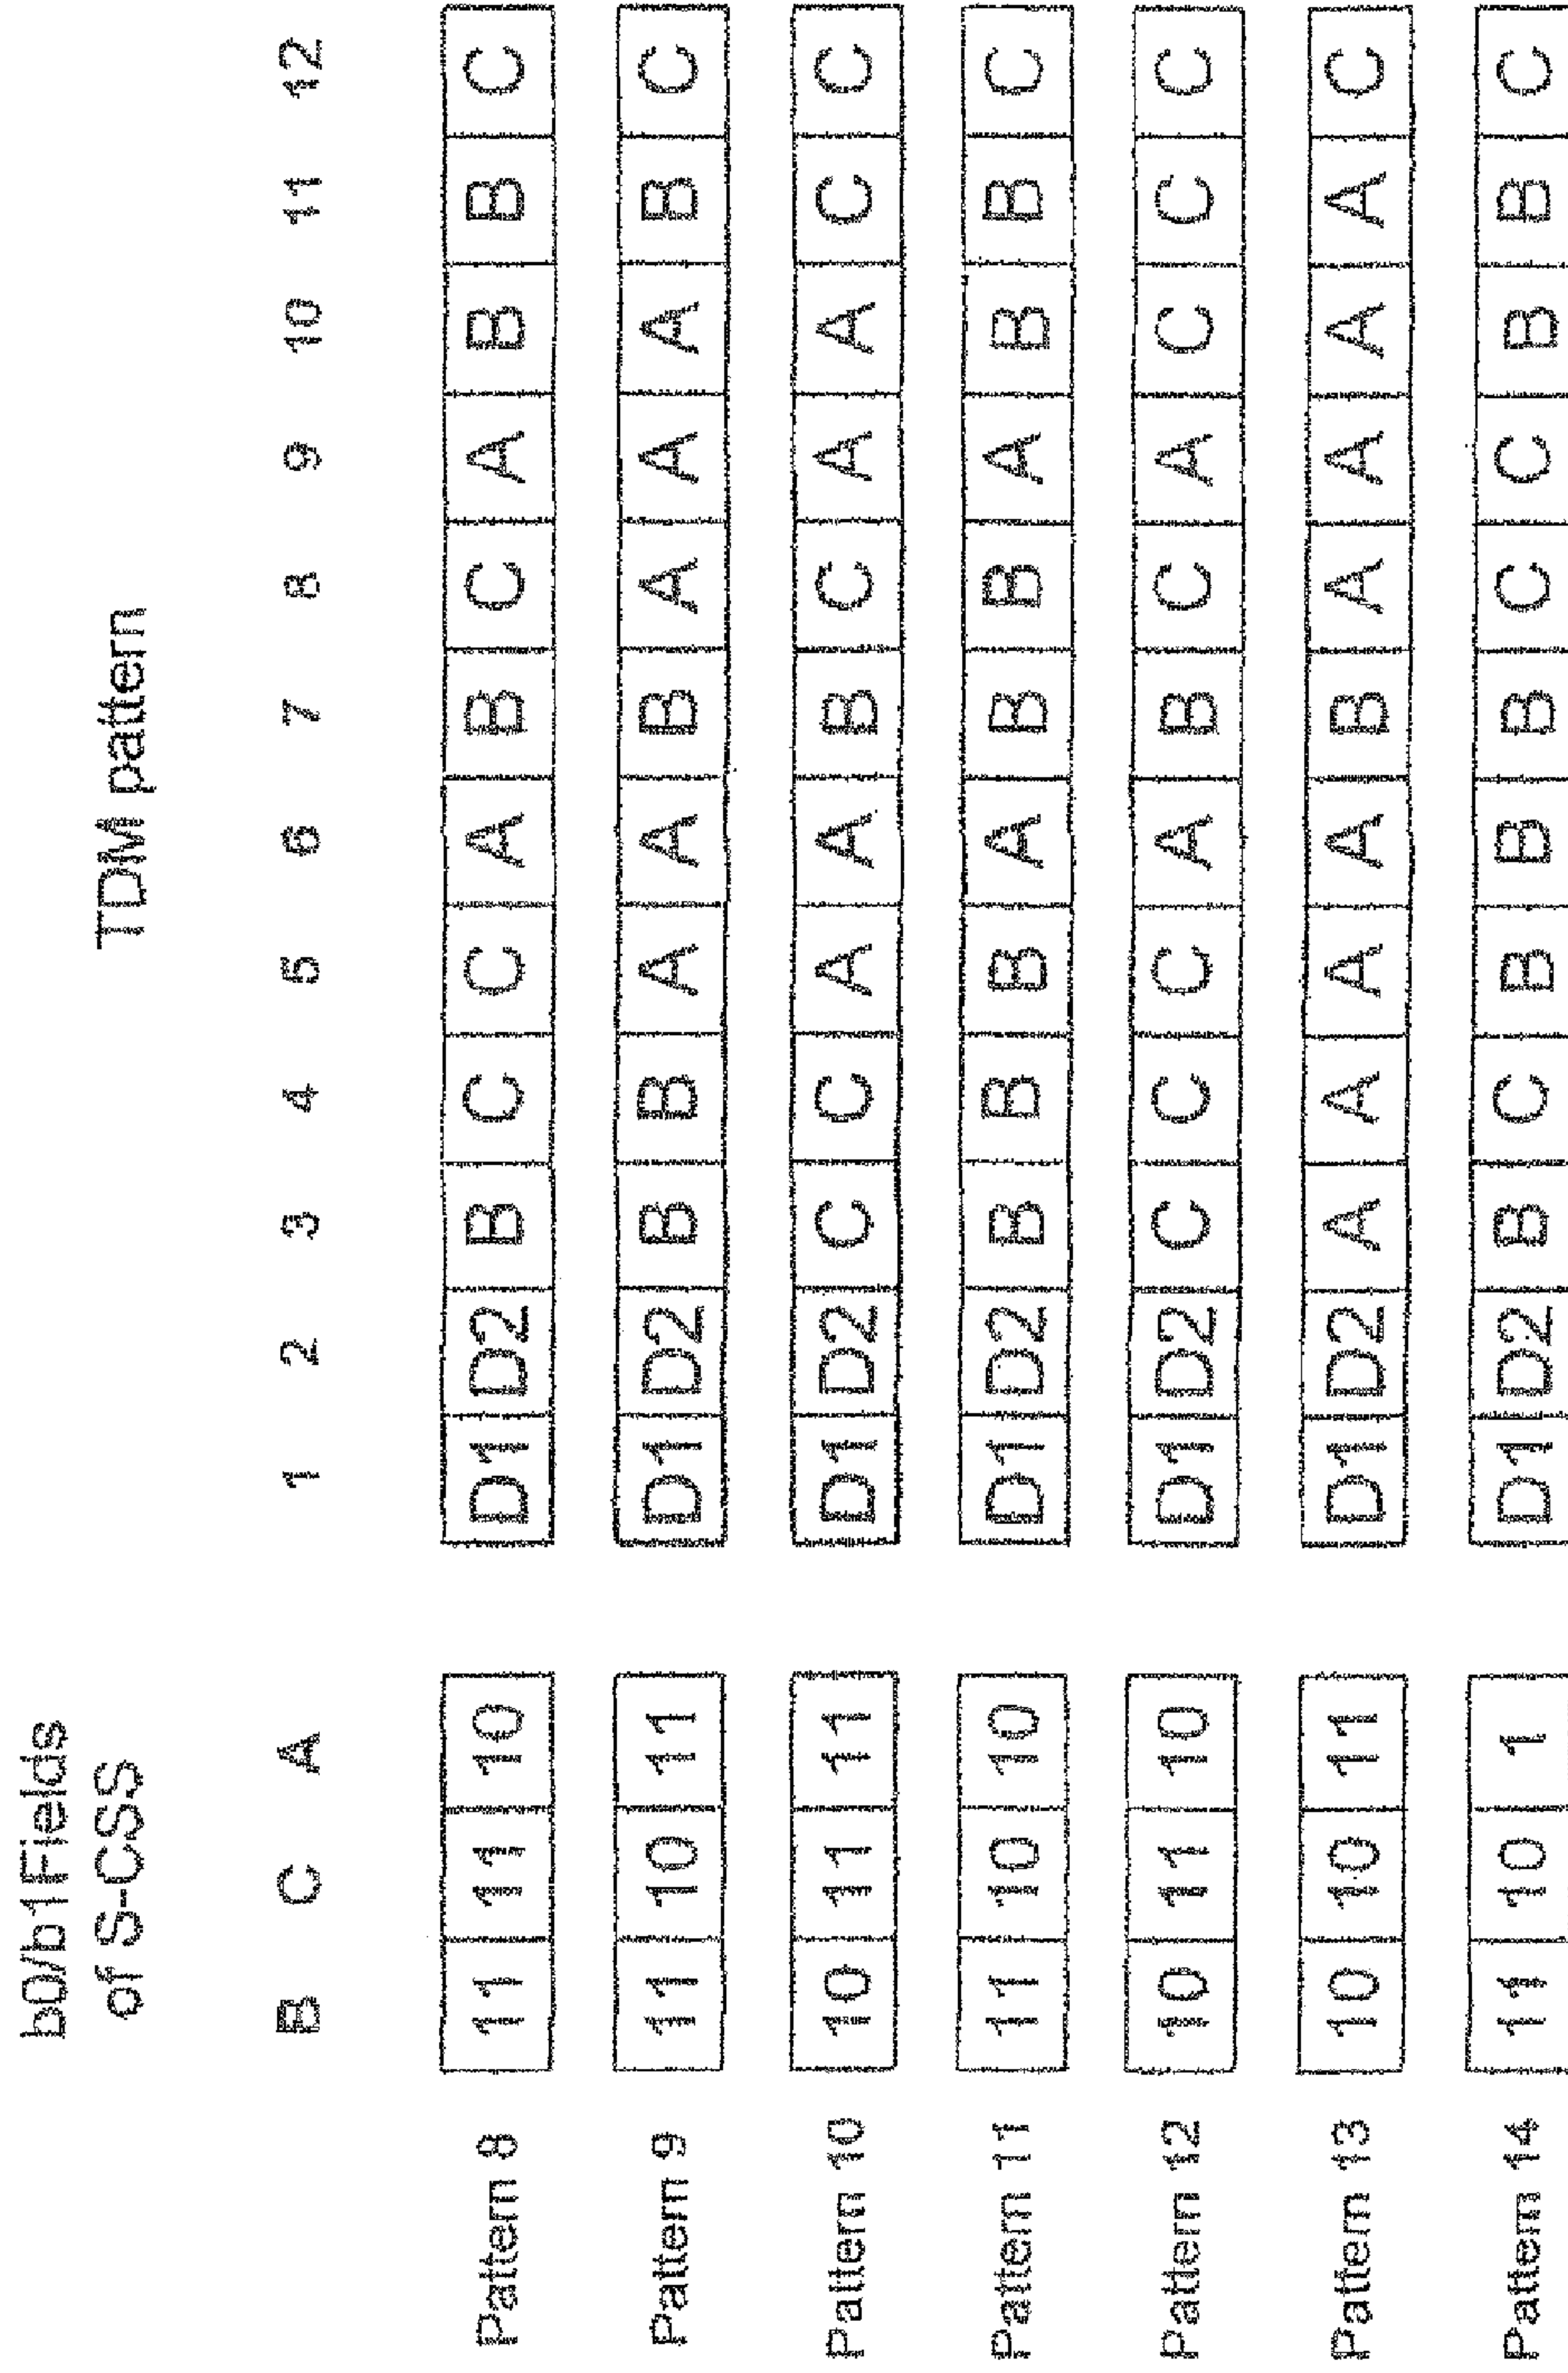 b0/b1Fields
of S-CSS
TDM pattern
B C A 1 2 3 4 5 6 7 8 9 10 11 12
Pattern 8 11 11 10 D1 D2 B C C A B C A B B C
Pattern 9 11 10 11 D1 D2 B B A A B A A A B C
Pattern 10 10 11 11 D1 D2 C C A A B C A A C C
Pattern 11 11 10 10 D1 D2 B B B A B B A B B C
Pattern 12 10 11 10 D1 D2 C C C A B C A C C C
Pattern 13 10 10 11 D1 D2 A A A A B A A A A C
Pattern 14 11 10 1 D1 D2 B C B B B C C B B C